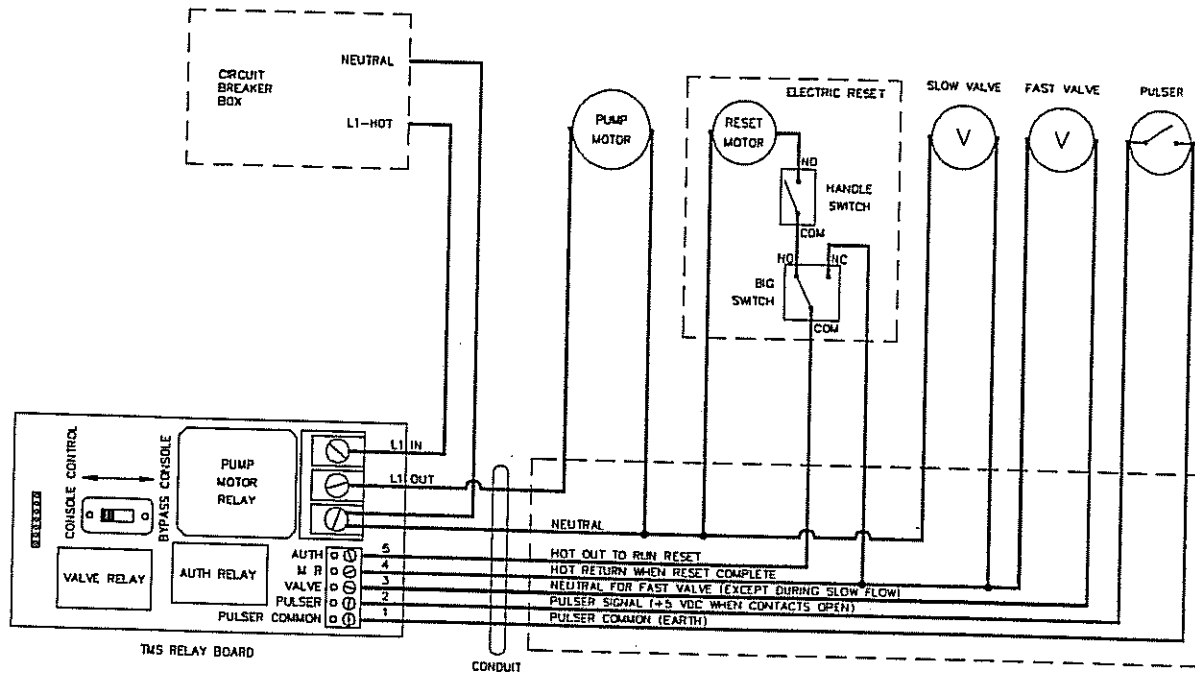 CIRCUIT
BREAKER
BOX
NEUTRAL
L1-HOT
PUMP
MOTOR
ELECTRIC RESET
RESET
MOTOR
NO
HANDLE
SWITCH
COM
NO
NC
BIG
SWITCH
COM
SLOW VALVE
V
FAST VALVE
V
PULSER
CONSOLE CONTROL
BYPASS CONSOLE
PUMP
MOTOR
RELAY
VALVE RELAY
AUTH RELAY
L1 IN
L1 OUT
NEUTRAL
AUTH 5 HOT OUT TO RUN RESET
M R 4 HOT RETURN WHEN RESET COMPLETE
VALVE 3 NEUTRAL FOR FAST VALVE (EXCEPT DURING SLOW FLOW)
PULSER 2 PULSER SIGNAL (+5 VDC WHEN CONTACTS OPEN)
PULSER COMMON 1 PULSER COMMON (EARTH)
TMS RELAY BOARD
CONDUIT